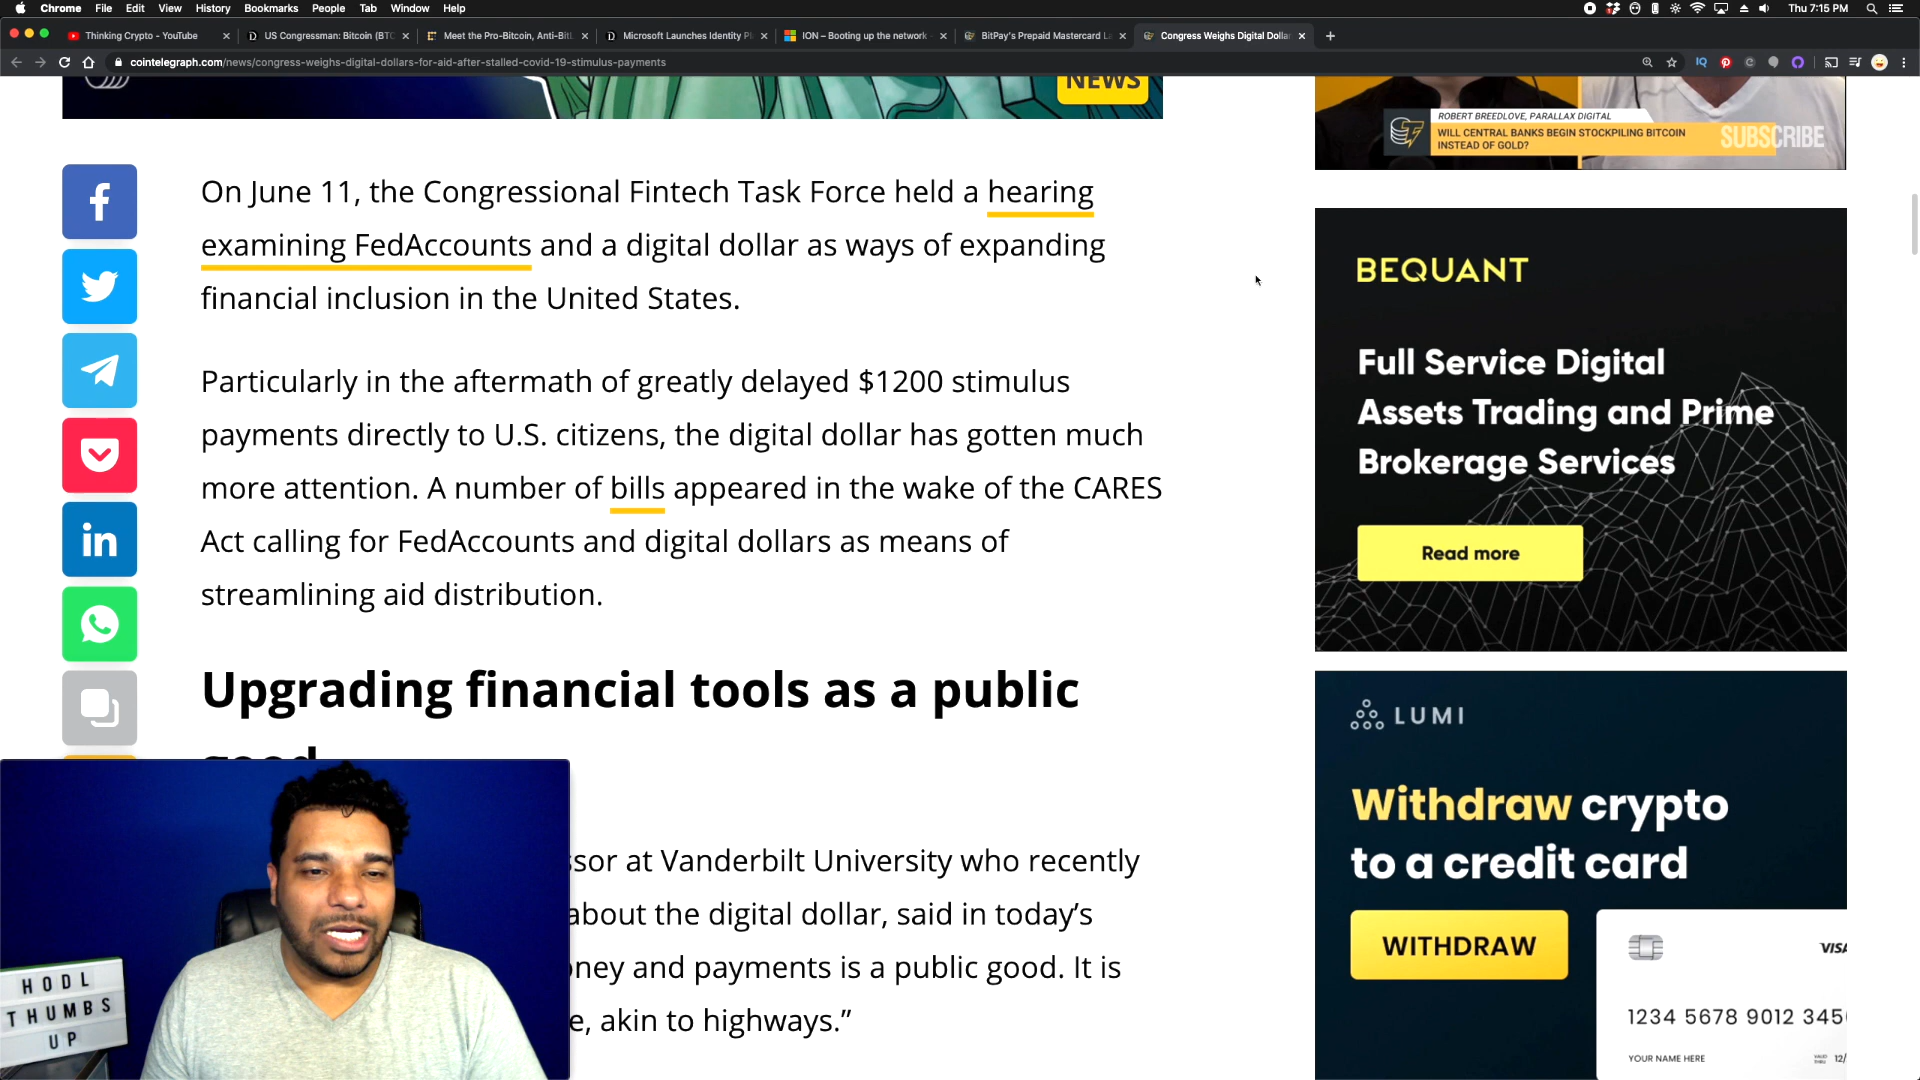 Chrome File Edit View History Bookmarks People Tab Window Help
Thu 7:15 PM
Thinking Crypto - YouTube
US Congressman: Bitcoin (BTC
Meet the Pro-Bitcoin, Anti-Bit
Microsoft Launches Identity Pl
ION – Booting up the network
BitPay's Prepaid Mastercard La
Congress Weighs Digital Dollar
cointelegraph.com/news/congress-weighs-digital-dollars-for-aid-after-stalled-covid-19-stimulus-payments
NEWS
ROBERT BREEDLOVE, PARALLAX DIGITAL
WILL CENTRAL BANKS BEGIN STOCKPILING BITCOIN
INSTEAD OF GOLD?
SUBSCRIBE
On June 11, the Congressional Fintech Task Force held a hearing
examining FedAccounts and a digital dollar as ways of expanding
financial inclusion in the United States.
Particularly in the aftermath of greatly delayed $1200 stimulus
payments directly to U.S. citizens, the digital dollar has gotten much
more attention. A number of bills appeared in the wake of the CARES
Act calling for FedAccounts and digital dollars as means of
streamlining aid distribution.
Upgrading financial tools as a public
good
ssor at Vanderbilt University who recently
about the digital dollar, said in today's
oney and payments is a public good. It is
e, akin to highways.”
BEQUANT
Full Service Digital
Assets Trading and Prime
Brokerage Services
Read more
LUMI
Withdraw crypto
to a credit card
WITHDRAW
VISA
1234 5678 9012 345
YOUR NAME HERE
VALID THRU 12/
HODL
THUMBS
UP